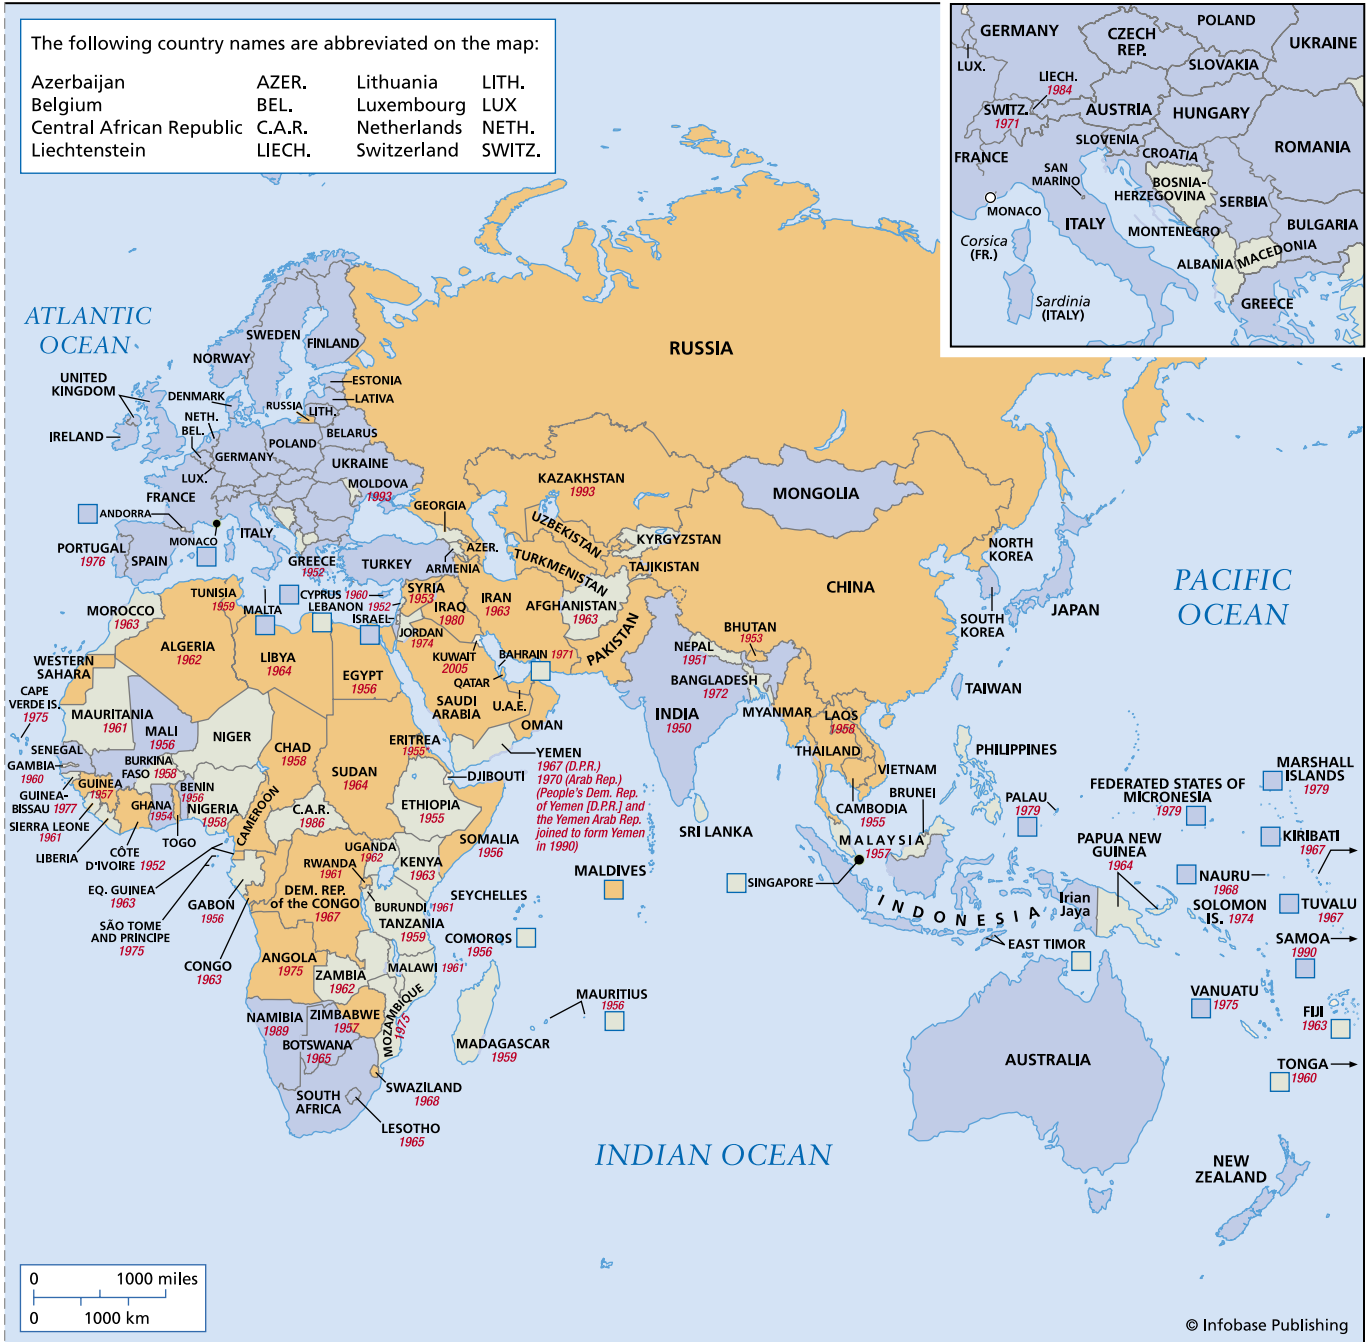 The following country names are abbreviated on the map:
Azerbaijan AZER. Lithuania LITH.
Belgium BEL. Luxembourg LUX
Central African Republic C.A.R. Netherlands NETH.
Liechtenstein LIECH. Switzerland SWITZ.
GERMANY
POLAND
CZECH
REP.
UKRAINE
LUX.
SLOVAKIA
LIECH.
1984
SWITZ.
1971
AUSTRIA
HUNGARY
SLOVENIA
CROATIA
ROMANIA
FRANCE
SAN
MARINO
BOSNIA-
HERZEGOVINA
SERBIA
MONACO
ITALY
MONTENEGRO
BULGARIA
Corsica
(FR.)
ALBANIA
MACEDONIA
Sardinia
(ITALY)
GREECE
ATLANTIC
OCEAN
SWEDEN
FINLAND
NORWAY
RUSSIA
UNITED
KINGDOM
ESTONIA
DENMARK
LATIVA
RUSSIA
LITH.
NETH.
BEL.
IRELAND
BELARUS
POLAND
GERMANY
UKRAINE
LUX.
MOLDOVA
1993
FRANCE
KAZAKHSTAN
1993
MONGOLIA
GEORGIA
ANDORRA
ITALY
UZBEKISTAN
KYRGYZSTAN
MONACO
NORTH
KOREA
PORTUGAL
1976
SPAIN
GREECE
1952
TURKEY
AZER.
ARMENIA
TURKMENISTAN
TAJIKISTAN
CHINA
PACIFIC
OCEAN
TUNISIA
1959
MALTA
CYPRUS 1960
LEBANON 1952
ISRAEL
SYRIA
1953
IRAQ
1980
IRAN
1963
AFGHANISTAN
1963
MOROCCO
1963
JAPAN
SOUTH
KOREA
JORDAN
1974
PAKISTAN
BHUTAN
1953
NEPAL
1951
ALGERIA
1962
LIBYA
1964
EGYPT
1956
KUWAIT
2005
BAHRAIN 1971
WESTERN
SAHARA
QATAR
BANGLADESH
1972
TAIWAN
CAPE
VERDE IS.
1975
SAUDI
ARABIA
U.A.E.
OMAN
INDIA
1950
MYANMAR
LAOS
1958
MAURITANIA
1961
MALI
1956
NIGER
CHAD
1958
ERITREA
1955
YEMEN
1967 (D.P.R.)
1970 (Arab Rep.)
(People's Dem. Rep.
of Yemen [D.P.R.] and
the Yemen Arab Rep.
joined to form Yemen
in 1990)
THAILAND
PHILIPPINES
SENEGAL
GAMBIA
1960
BURKINA
FASO 1958
SUDAN
1964
DJIBOUTI
VIETNAM
MARSHALL
ISLANDS
1979
GUINEA-
BISSAU 1977
GUINEA
1957
BENIN
1956
GHANA
1954
NIGERIA
1958
CAMEROON
C.A.R.
1986
ETHIOPIA
1955
CAMBODIA
1955
BRUNEI
PALAU
1979
FEDERATED STATES OF
MICRONESIA
1979
SIERRA LEONE
1961
LIBERIA
CÔTE
D'IVOIRE 1952
TOGO
SOMALIA
1956
SRI LANKA
MALAYSIA
1957
PAPUA NEW
GUINEA
1964
KIRIBATI
1967
UGANDA
1962
KENYA
1963
RWANDA
1961
MALDIVES
SINGAPORE
NAURU
1968
EQ. GUINEA
1963
GABON
1956
DEM. REP.
of the CONGO
1967
BURUNDI 1961
SEYCHELLES
INDONESIA
Irian
Jaya
SOLOMON
IS. 1974
TUVALU
1967
SÃO TOME
AND PRINCIPE
1975
TANZANIA
1959
COMOROS
1956
EAST TIMOR
SAMOA
1990
CONGO
1963
ANGOLA
1975
ZAMBIA
1962
MALAWI 1961
MAURITIUS
1956
VANUATU
1975
NAMIBIA
1989
ZIMBABWE
1957
MOZAMBIQUE
1975
FIJI
1963
BOTSWANA
1965
MADAGASCAR
1959
AUSTRALIA
TONGA
1960
SOUTH
AFRICA
SWAZILAND
1968
LESOTHO
1965
INDIAN OCEAN
NEW
ZEALAND
0 1000 miles
0 1000 km
© Infobase Publishing